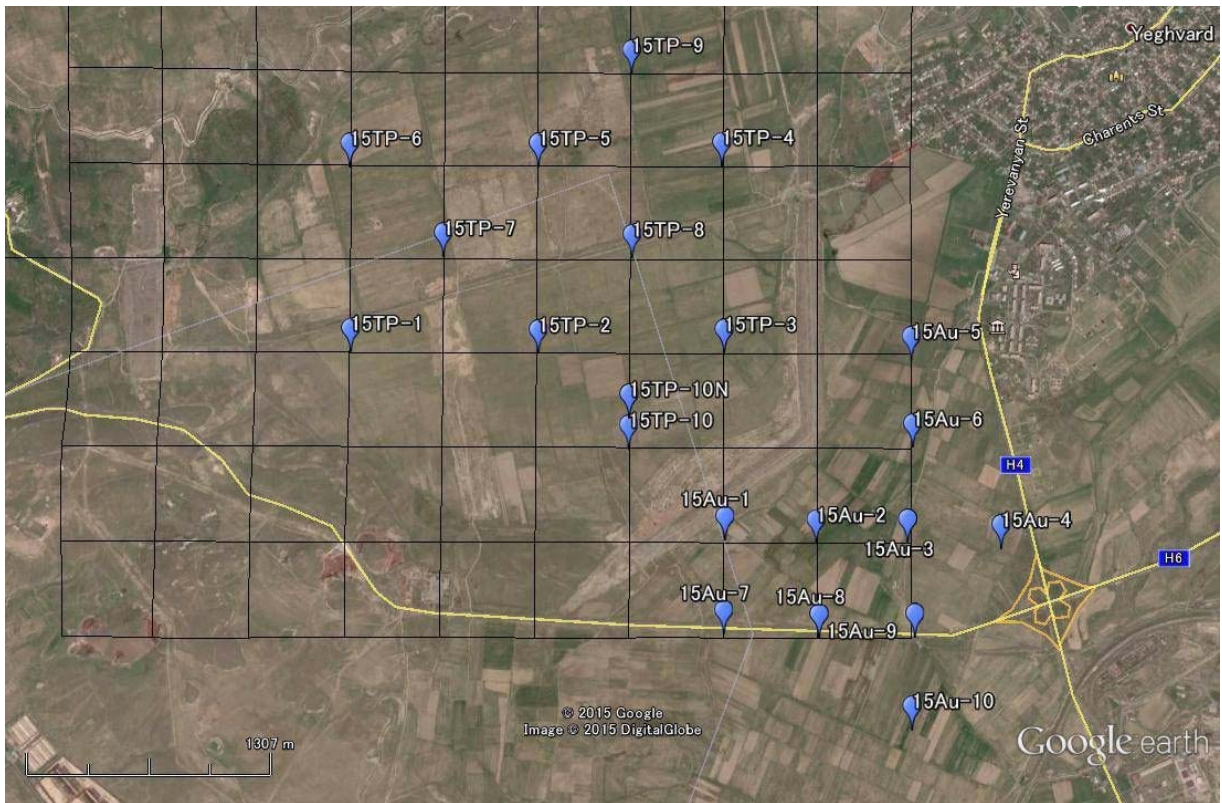 15TP-9
Yeghvard
Charents St
15TP-6
15TP-5
15TP-4
Yerevanyan St
15TP-7
15TP-8
15TP-1
15TP-2
15TP-3
15Au-5
15TP-10N
15TP-10
15Au-6
H4
15Au-1
15Au-2
15Au-4
15Au-3
H6
15Au-7
15Au-8
15Au-9
15Au-10
© 2015 Google
Image © 2015 DigitalGlobe
1307 m
Google earth